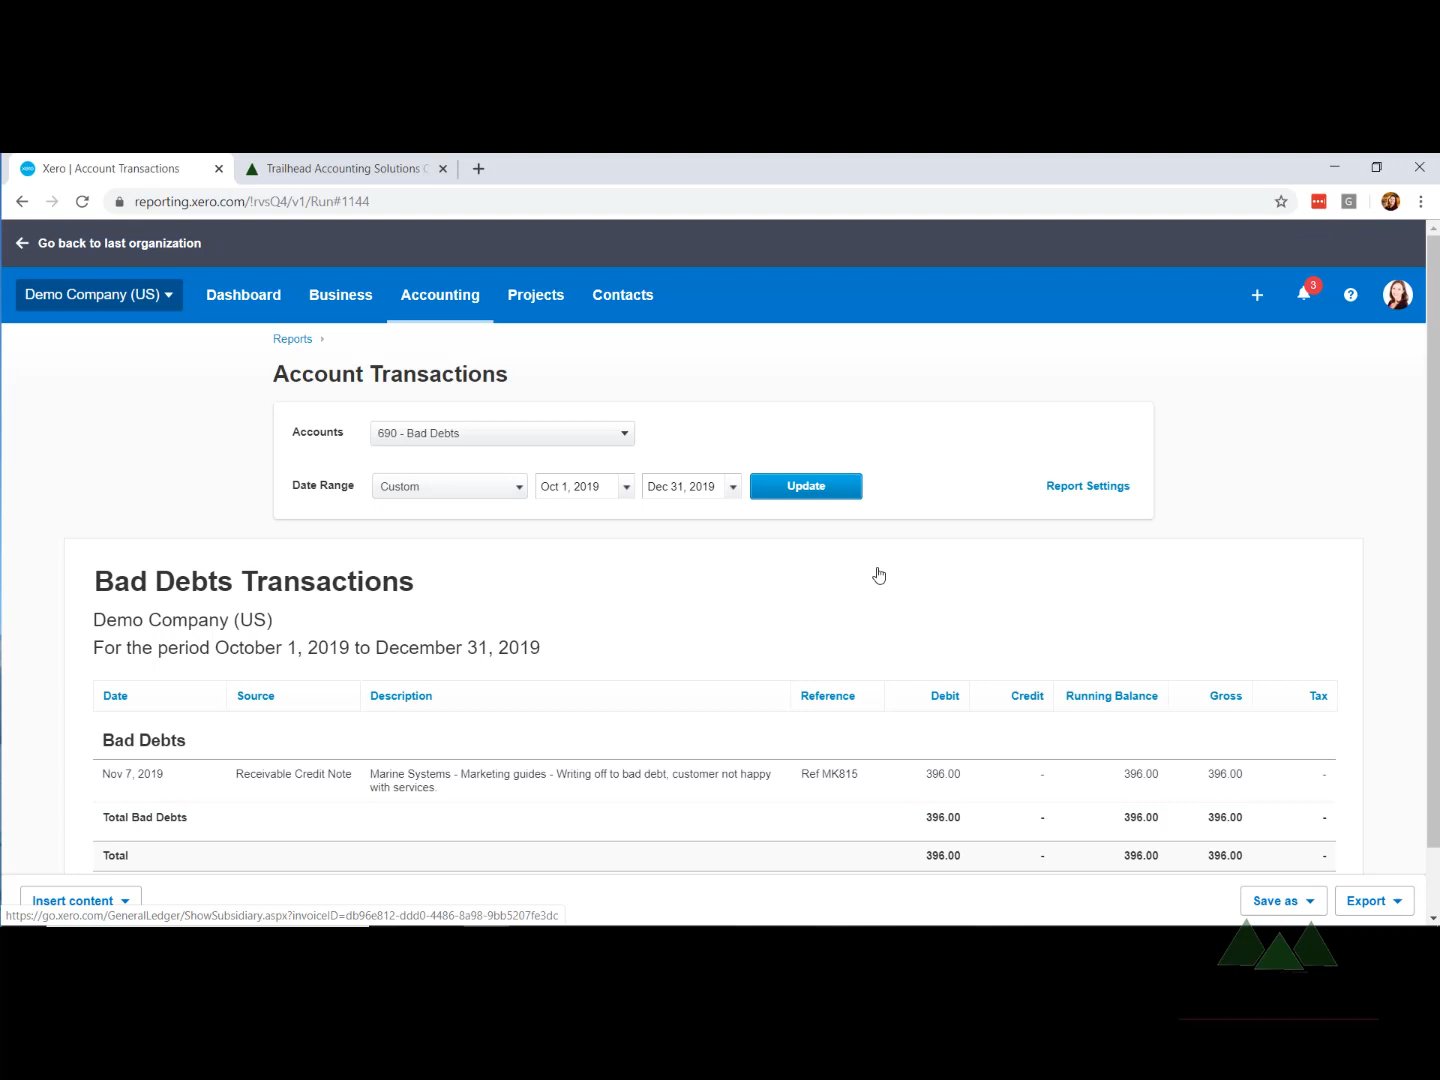 Xero | Account Transactions
Trailhead Accounting Solutions
reporting.xero.com/!rvsQ4/v1/Run#1144
G
Go back to last organization
Demo Company (US)
Dashboard
Business
Accounting
Projects
Contacts
3
Reports
Account Transactions
Accounts
690 - Bad Debts
Date Range
Custom
Oct 1, 2019
Dec 31, 2019
Update
Report Settings
Bad Debts Transactions
Demo Company (US)
For the period October 1, 2019 to December 31, 2019
Date Source Description Reference Debit Credit Running Balance Gross Tax
Bad Debts
Nov 7, 2019 Receivable Credit Note Marine Systems - Marketing guides - Writing off to bad debt, customer not happy Ref MK815 396.00 - 396.00 396.00 -
with services.
Total Bad Debts 396.00 - 396.00 396.00 -
Total 396.00 - 396.00 396.00 -
Insert content
Save as
Export
https://go.xero.com/GeneralLedger/ShowSubsidiary.aspx?invoiceID=db96e812-ddd0-4486-8a98-9bb5207fe3dc